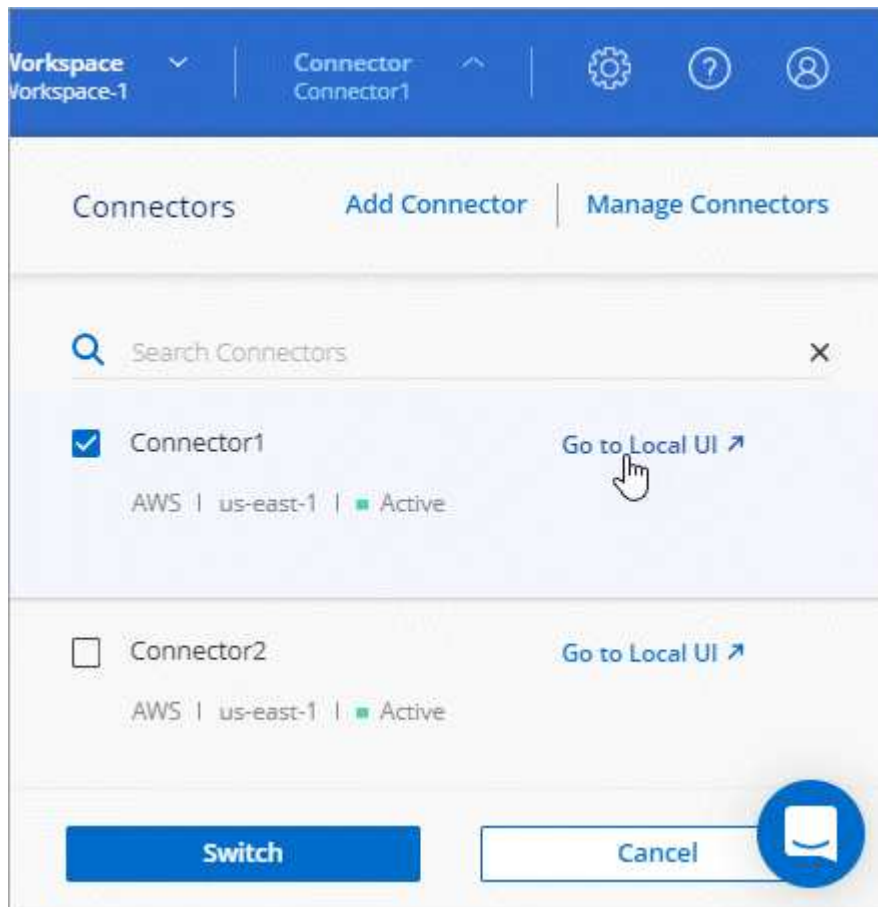 Workspace
Workspace-1
Connector
Connector1
Connectors
Add Connector
Manage Connectors
Search Connectors
Connector1
Go to Local UI
AWS | us-east-1 | Active
Connector2
Go to Local UI
AWS | us-east-1 | Active
Switch
Cancel